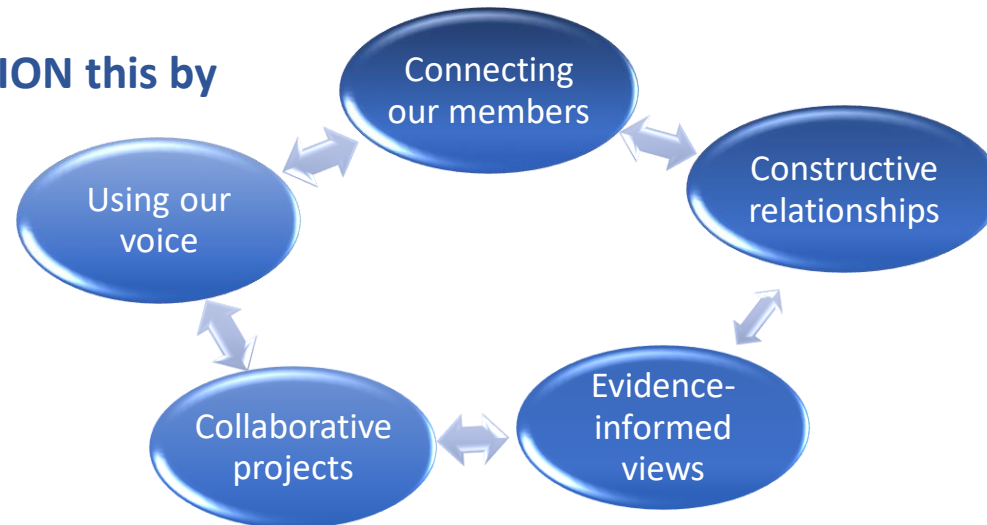 ION this by
Connecting
our members
Constructive
relationships
Evidence-
informed
views
Collaborative
projects
Using our
voice